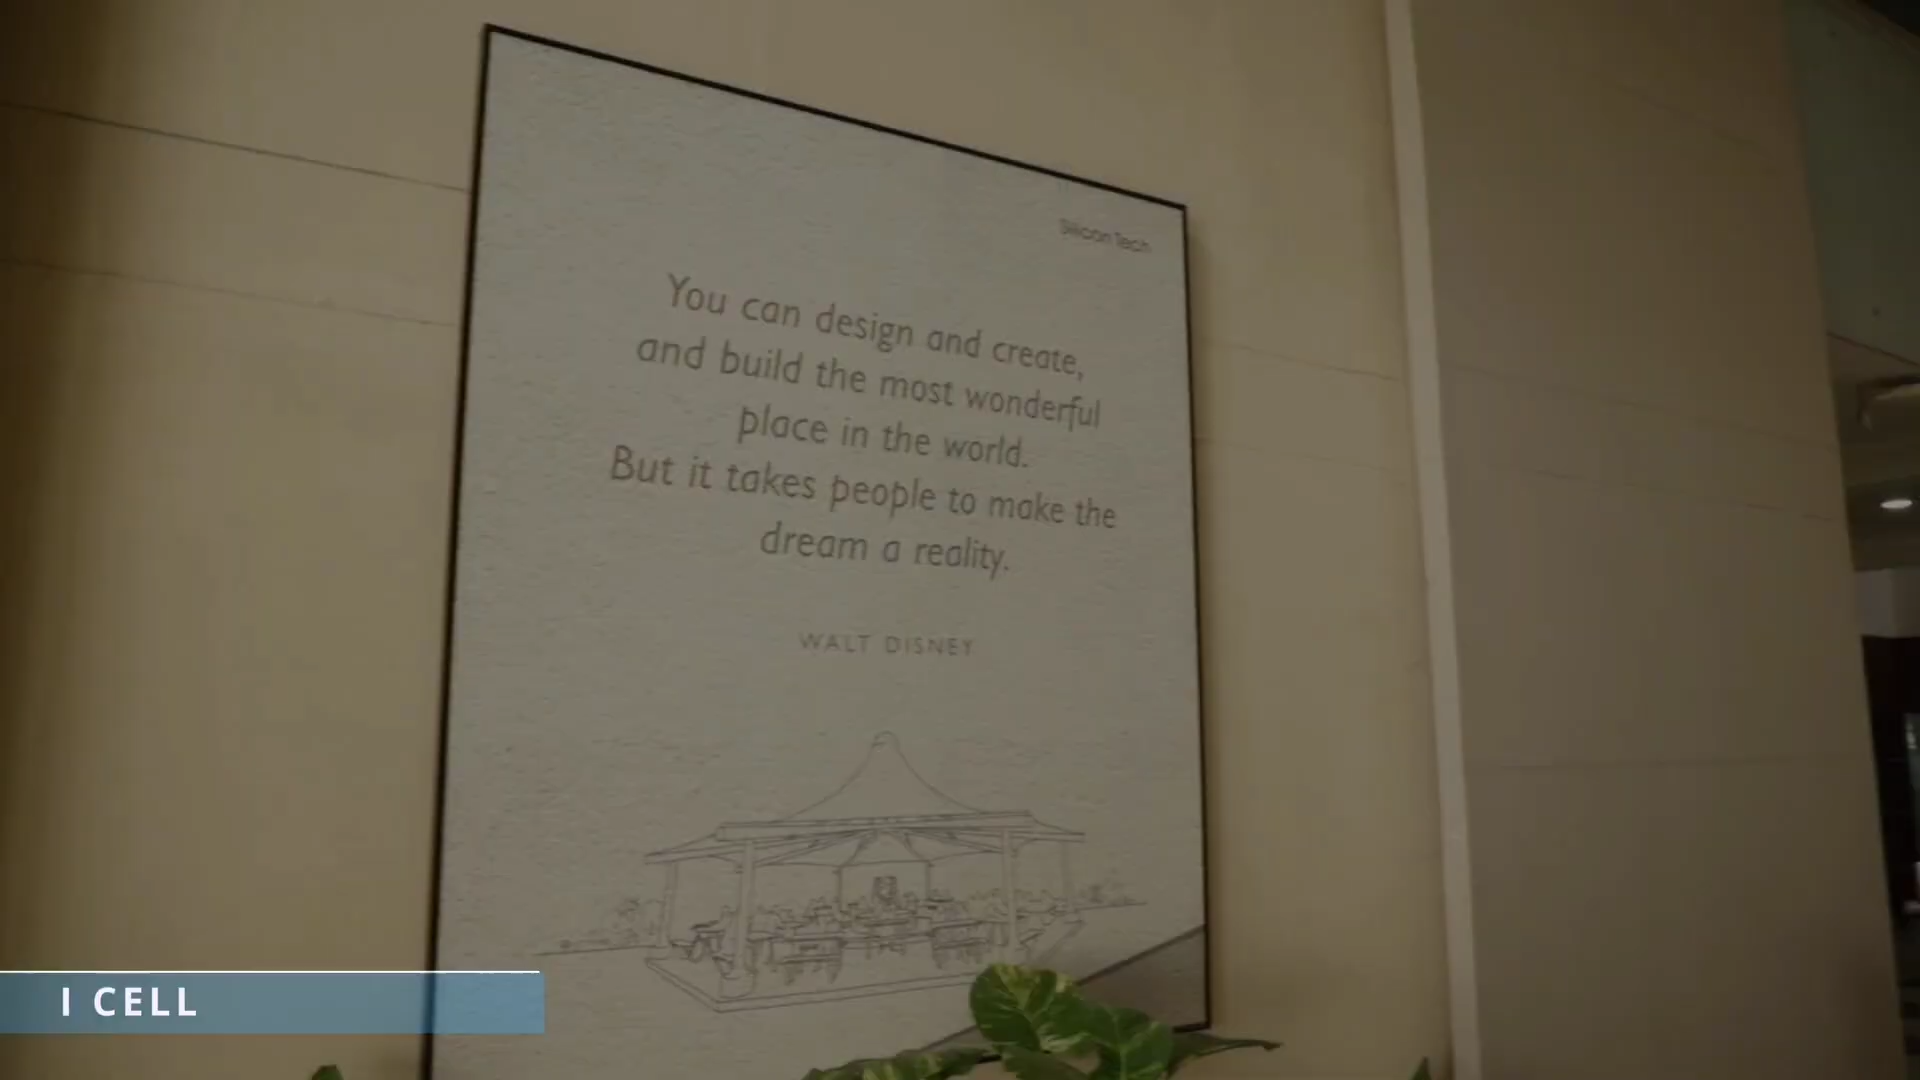 Silicon Tech
You can design and create,
and build the most wonderful
place in the world.
But it takes people to make the
dream a reality.
WALT DISNEY
I CELL